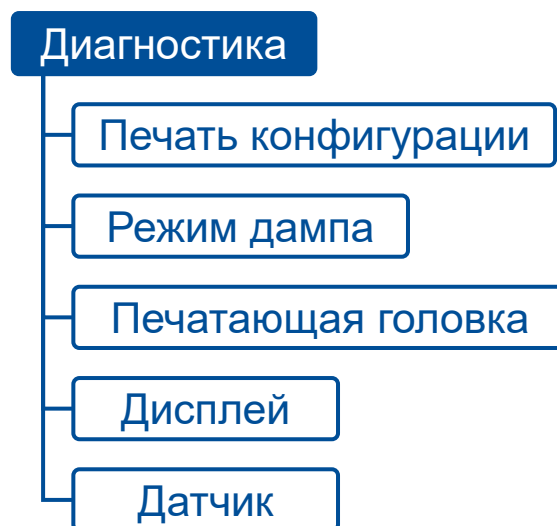 Диагностика
Печать конфигурации
Режим дампа
Печатающая головка
Дисплей
Датчик